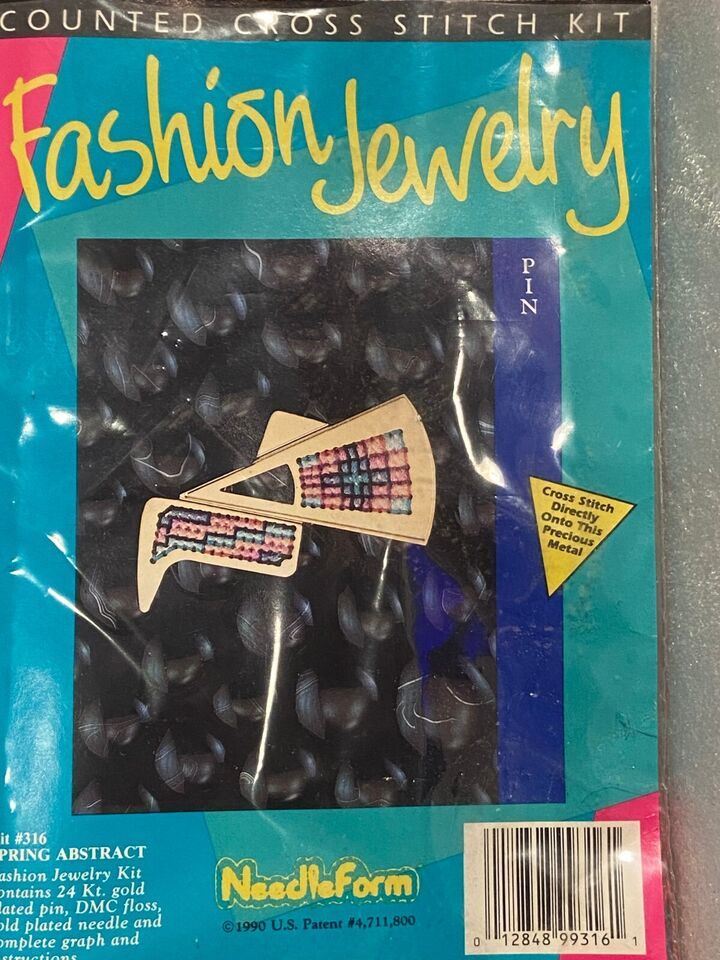 COUNTED CROSS STITCH KIT
Fashion Jewelry
PIN
Cross Stitch
Directly
Onto This
Precious
Metal
it #316
PRING ABSTRACT
ashion Jewelry Kit
ontains 24 Kt. gold
lated pin, DMC floss,
old plated needle and
omplete graph and
structions
NeedleForm
©1990 U.S. Patent #4,711,800
0 12848 99316 1